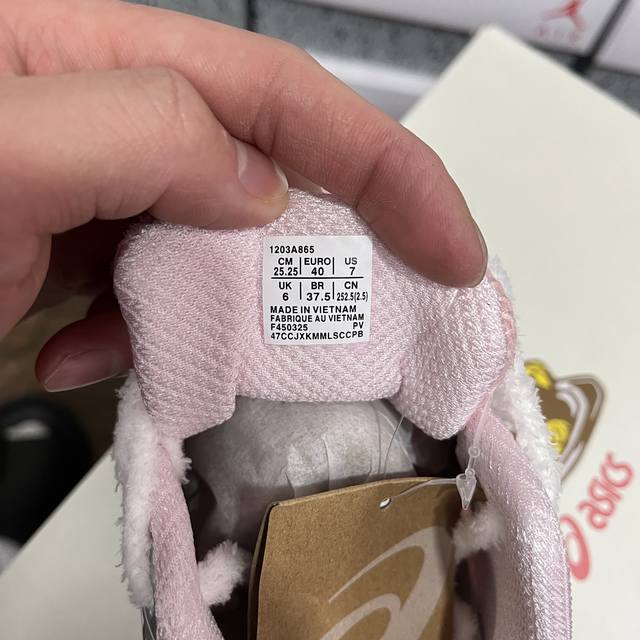 1203A865
CM EURO US
25.25 40 7
UK BR CN
6 37.5 252.5(2.5)
MADE IN VIETNAM
FABRIQUE AU VIETNAM
F450325 PV
47CCJXKMMLSCCPB
asics